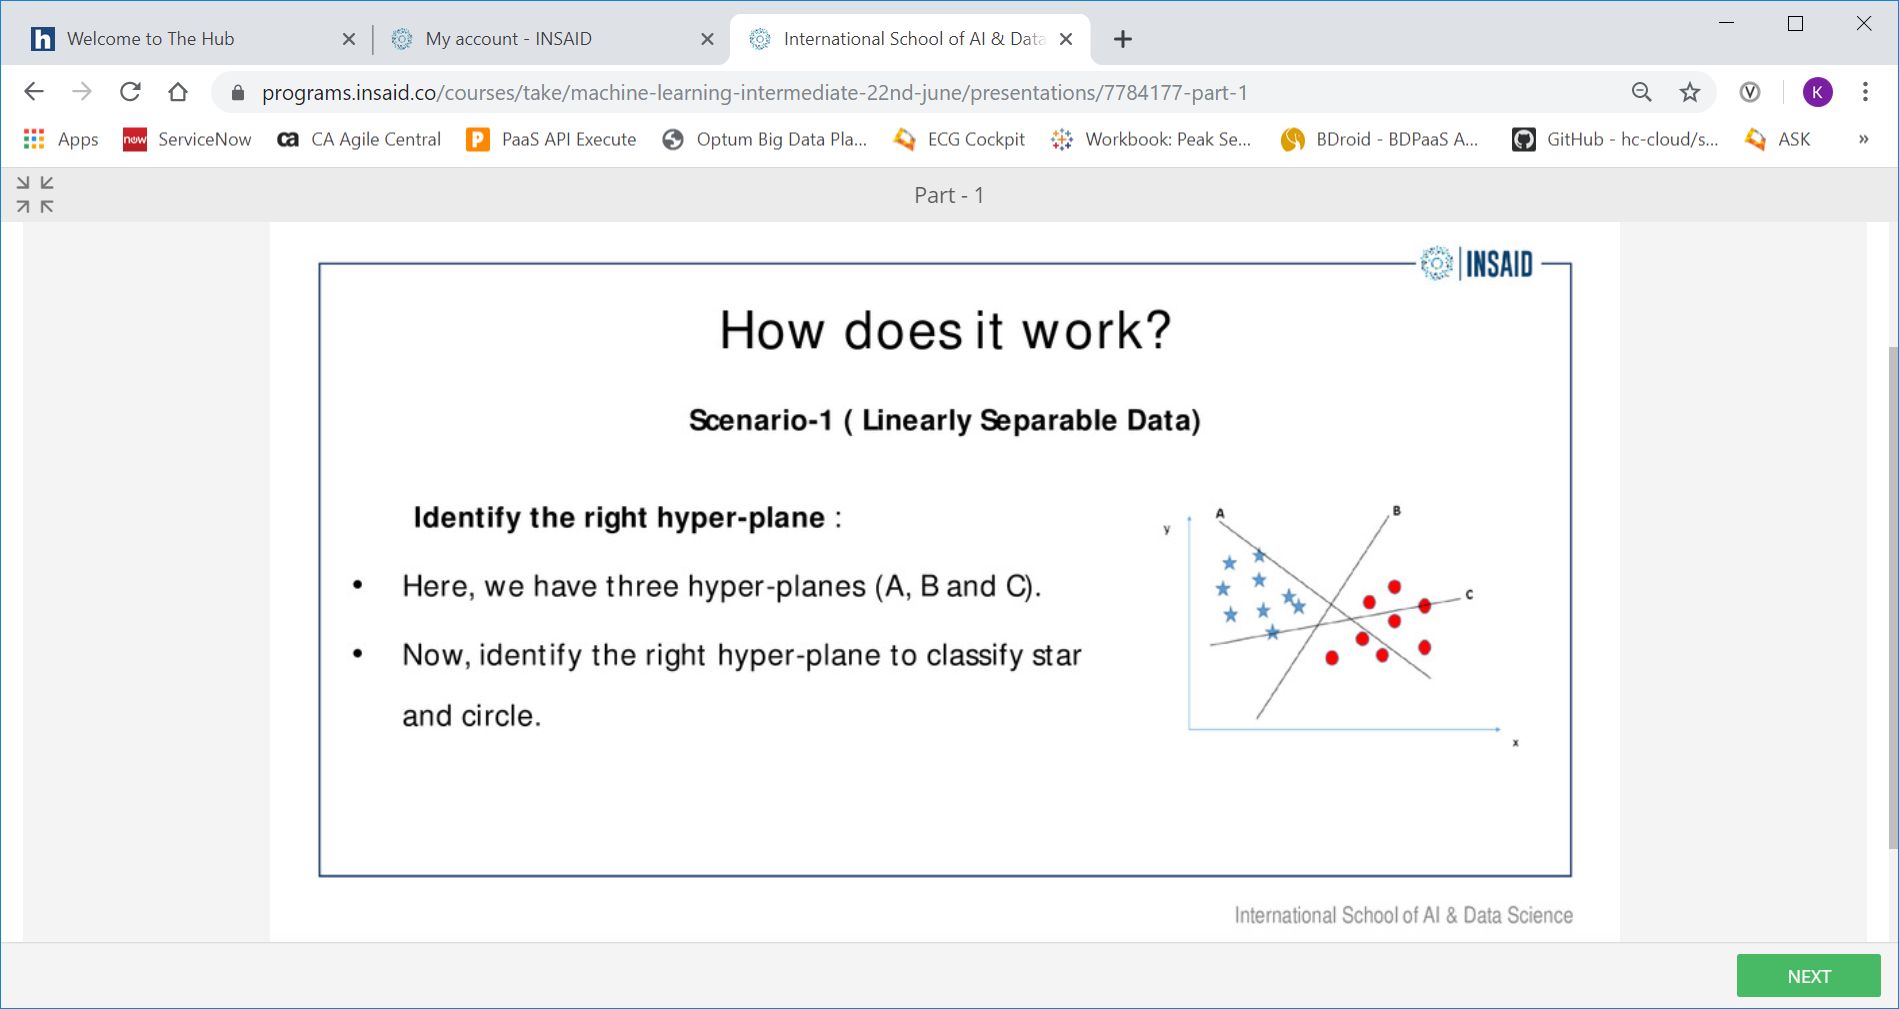 Welcome to The Hub
My account - INSAID
International School of AI & Data
programs.insaid.co/courses/take/machine-learning-intermediate-22nd-june/presentations/7784177-part-1
K
Apps
now
ServiceNow
ca
CA Agile Central
P
PaaS API Execute
Optum Big Data Pla...
ECG Cockpit
Workbook: Peak Se...
BDroid - BDPaaS A...
GitHub - hc-cloud/s...
ASK
»
Part - 1
INSAID
How does it work?
Scenario-1 ( Linearly Separable Data)
Identify the right hyper-plane :
• Here, we have three hyper-planes (A, B and C).
• Now, identify the right hyper-plane to classify star
and circle.
A
B
y
C
x
International School of AI & Data Science
NEXT